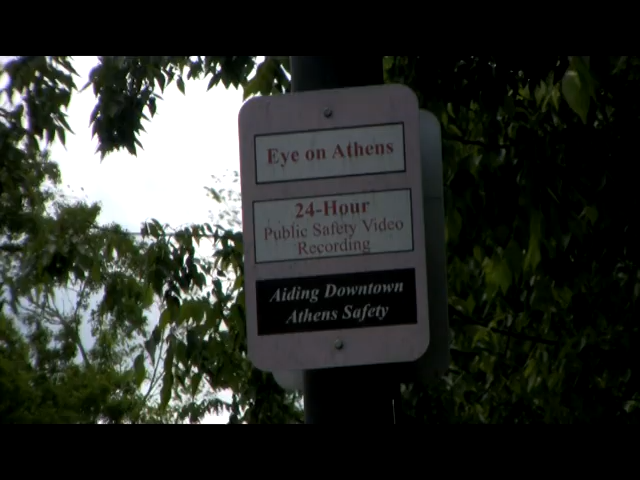 Eye on Athens
24-Hour
Public Safety Video
Recording
Aiding Downtown
Athens Safety